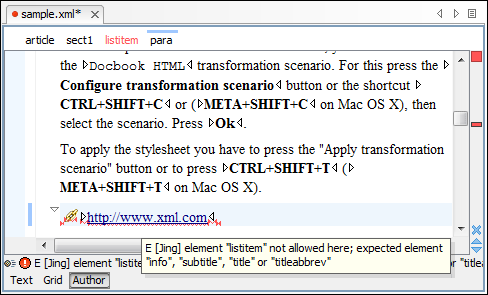 sample.xml*
article sect1 listitem para
the Docbook HTML transformation scenario. For this press the
Configure transformation scenario button or the shortcut
CTRL+SHIFT+C or (META+SHIFT+C on Mac OS X), then
select the scenario. Press Ok.
To apply the stylesheet you have to press the "Apply transformation
scenario" button or to press CTRL+SHIFT+T (
META+SHIFT+T on Mac OS X).
http://www.xml.com
E [Jing] element "listitem" not allowed here; expected element
"info", "subtitle", "title" or "titleabbrev"
E [Jing] element "listite
"title"
Text Grid Author